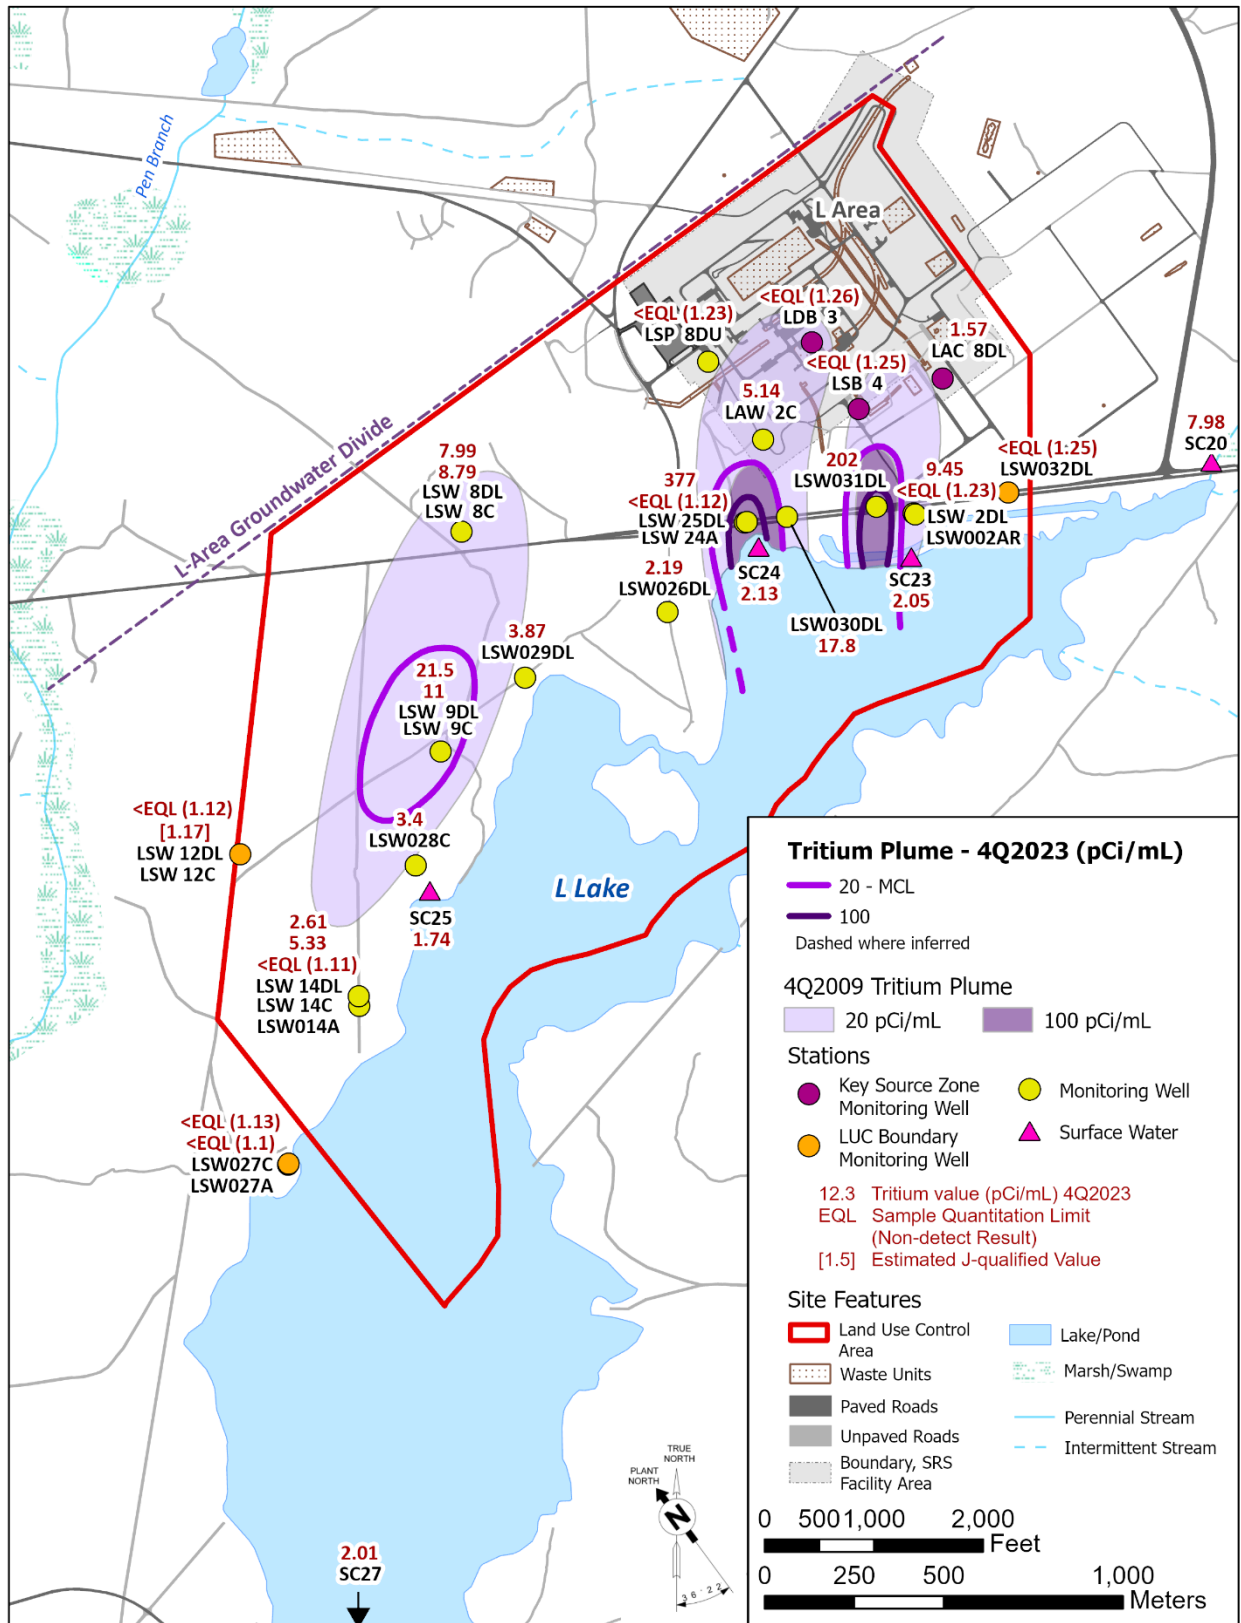 Pen Branch
L Area
L-Area Groundwater Divide
<EQL (1.23)
LSP 8DU
<EQL (1.26)
LDB 3
<EQL (1.25)
LSB 4
1.57
LAC 8DL
5.14
LAW 2C
7.98
SC20
<EQL (1.25)
LSW032DL
7.99
8.79
LSW 8DL
LSW 8C
377
<EQL (1.12)
LSW 25DL
LSW 24A
202
LSW031DL
9.45
<EQL (1.23)
LSW 2DL
LSW002AR
SC24
2.13
SC23
2.05
2.19
LSW026DL
LSW030DL
17.8
3.87
LSW029DL
21.5
11
LSW 9DL
LSW 9C
<EQL (1.12)
[1.17]
LSW 12DL
LSW 12C
3.4
LSW028C
L Lake
SC25
1.74
2.61
5.33
<EQL (1.11)
LSW 14DL
LSW 14C
LSW014A
<EQL (1.13)
<EQL (1.1)
LSW027C
LSW027A
2.01
SC27
TRUE
NORTH
PLANT
NORTH
N
36°22'
Tritium Plume - 4Q2023 (pCi/mL)
20 - MCL
100
Dashed where inferred
4Q2009 Tritium Plume
20 pCi/mL 100 pCi/mL
Stations
Key Source Zone
Monitoring Well
Monitoring Well
LUC Boundary
Monitoring Well
Surface Water
12.3 Tritium value (pCi/mL) 4Q2023
EQL Sample Quantitation Limit
(Non-detect Result)
[1.5] Estimated J-qualified Value
Site Features
Land Use Control
Area
Lake/Pond
Waste Units
Marsh/Swamp
Paved Roads
Perennial Stream
Unpaved Roads
Intermittent Stream
Boundary, SRS
Facility Area
0 500 1,000 2,000
Feet
0 250 500 1,000
Meters